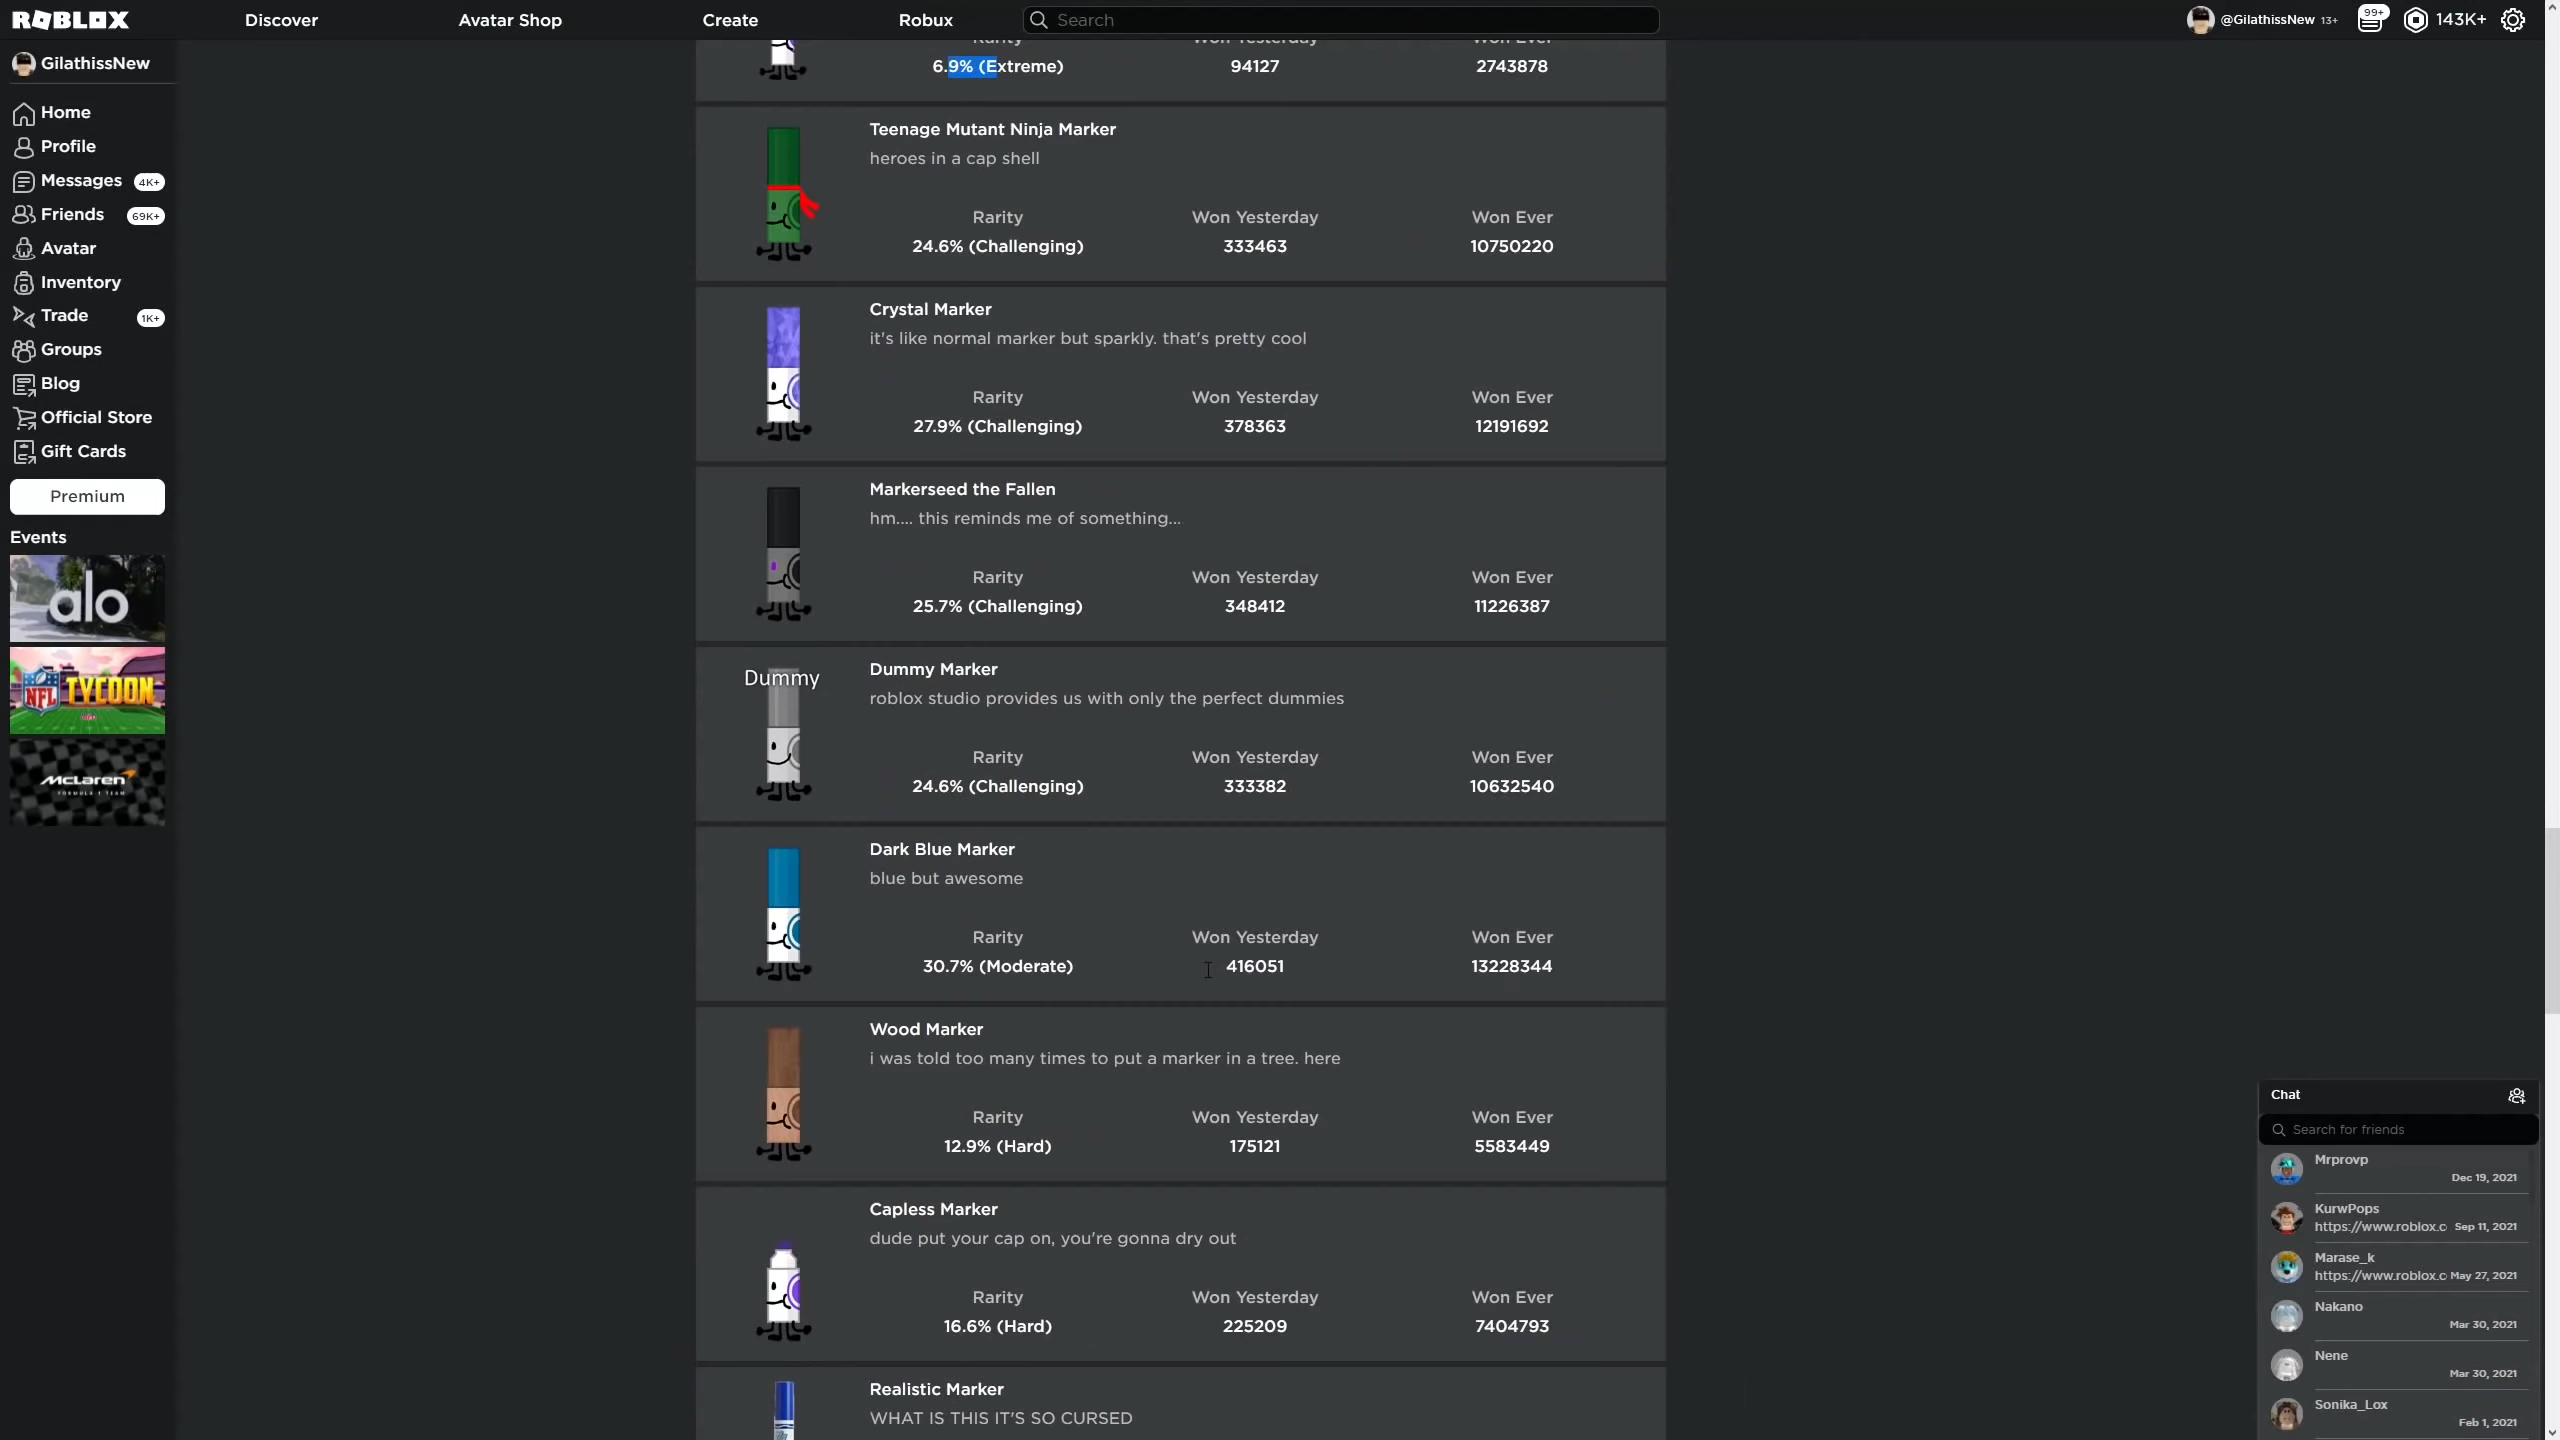 ROBLOX
Discover
Avatar Shop
Create
Robux
Search
@GilathissNew 13+
99+
143K+
GilathissNew
Home
Profile
Messages 4K+
Friends 69K+
Avatar
Inventory
Trade 1K+
Groups
Blog
Official Store
Gift Cards
Premium
Events
alo
NFL TYCOON
McLaren
FORMULA 1 TEAM
Rarity Won Yesterday Won Ever
6.9% (Extreme) 94127 2743878
Teenage Mutant Ninja Marker
heroes in a cap shell
Rarity Won Yesterday Won Ever
24.6% (Challenging) 333463 10750220
Crystal Marker
it's like normal marker but sparkly. that's pretty cool
Rarity Won Yesterday Won Ever
27.9% (Challenging) 378363 12191692
Markerseed the Fallen
hm.... this reminds me of something...
Rarity Won Yesterday Won Ever
25.7% (Challenging) 348412 11226387
Dummy
Dummy Marker
roblox studio provides us with only the perfect dummies
Rarity Won Yesterday Won Ever
24.6% (Challenging) 333382 10632540
Dark Blue Marker
blue but awesome
Rarity Won Yesterday Won Ever
30.7% (Moderate) 416051 13228344
Wood Marker
i was told too many times to put a marker in a tree. here
Rarity Won Yesterday Won Ever
12.9% (Hard) 175121 5583449
Capless Marker
dude put your cap on, you're gonna dry out
Rarity Won Yesterday Won Ever
16.6% (Hard) 225209 7404793
Realistic Marker
WHAT IS THIS IT'S SO CURSED
Chat
Search for friends
Mrprovp
Dec 19, 2021
KurwPops
https://www.roblox.c Sep 11, 2021
Marase_k
https://www.roblox.c May 27, 2021
Nakano
Mar 30, 2021
Nene
Mar 30, 2021
Sonika_Lox
Feb 1, 2021